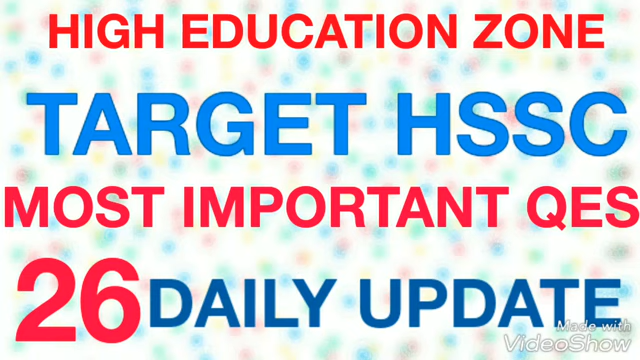 HIGH EDUCATION ZONE
TARGET HSSC
MOST IMPORTANT QES
26 DAILY UPDATE
Made with
VideoShow